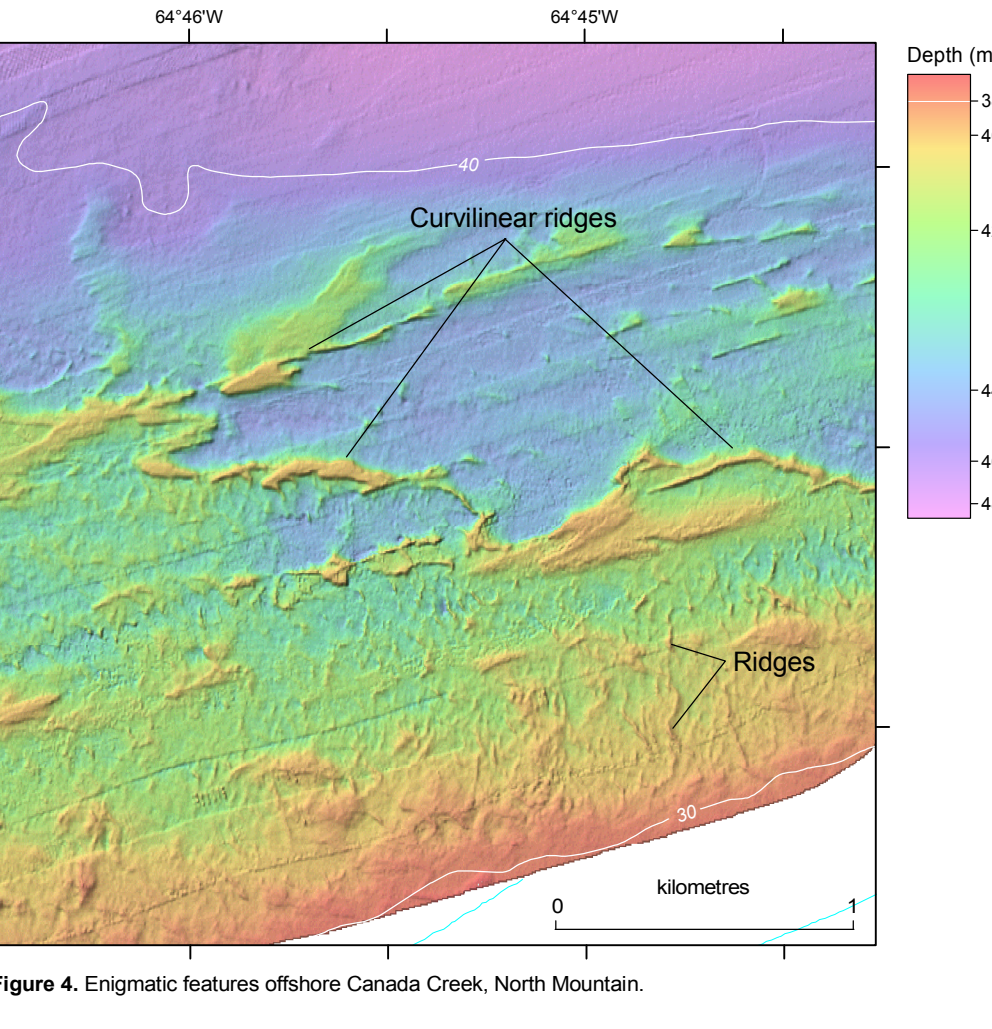 64°46'W 64°45'W
Depth (m
3
4
40
Curvilinear ridges
4
4
4
4
Ridges
30
kilometres
0 1
Figure 4. Enigmatic features offshore Canada Creek, North Mountain.